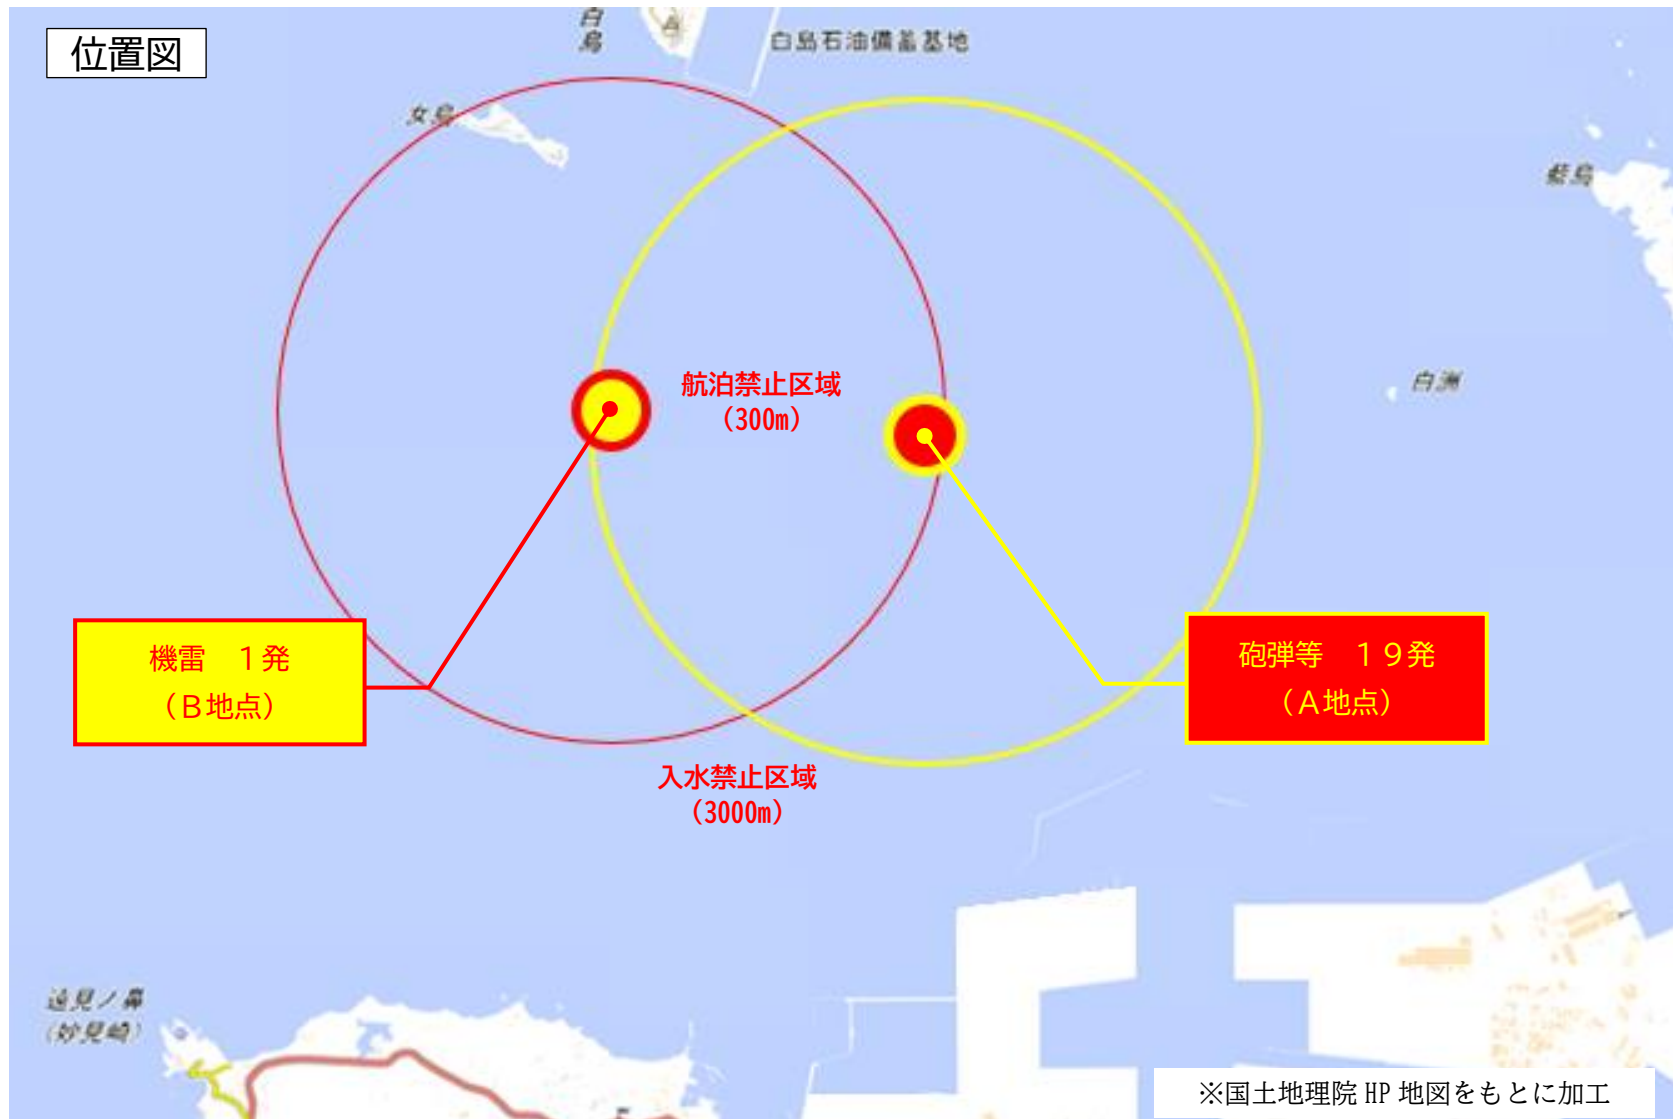 位置図
白島
白島石油備蓄基地
女島
藍島
白洲
航泊禁止区域
(300m)
機雷　1発
(B地点)
砲弾等　19発
(A地点)
入水禁止区域
(3000m)
遠見ノ鼻
(妙見崎)
※国土地理院 HP 地図をもとに加工